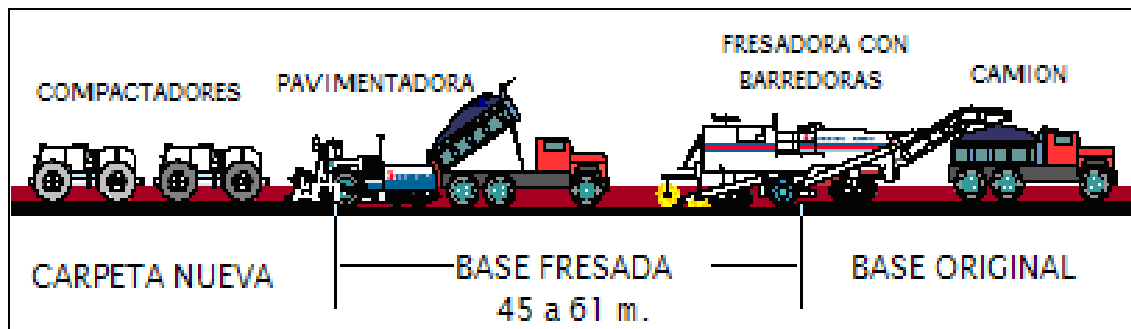 COMPACTADORES
PAVIMENTADORA
FRESADORA CON
BARREDORAS
CAMION
CARPETA NUEVA
BASE FRESADA
45 a 61 m.
BASE ORIGINAL